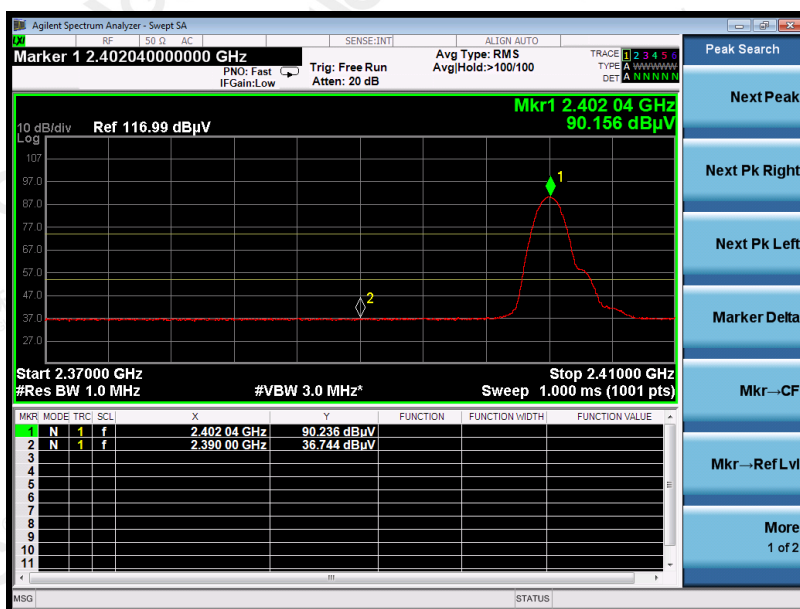 Agilent Spectrum Analyzer - Swept SA
LXI RF 50 Ω AC SENSE:INT ALIGN AUTO
Marker 1 2.402040000000 GHz
PNO: Fast
IFGain:Low
Trig: Free Run
Atten: 20 dB
Avg Type: RMS
Avg|Hold:>100/100
TRACE 1 2 3 4 5 6
TYPE A WWWWW
DET A N N N N N
Mkr1 2.402 04 GHz
90.156 dBµV
10 dB/div Ref 116.99 dBµV
Log
107
97.0
87.0
77.0
67.0
57.0
47.0
37.0
27.0
1
2
Start 2.37000 GHz Stop 2.41000 GHz
#Res BW 1.0 MHz #VBW 3.0 MHz* Sweep 1.000 ms (1001 pts)
MKR MODE TRC SCL X Y FUNCTION FUNCTION WIDTH FUNCTION VALUE
1 N 1 f 2.402 04 GHz 90.236 dBµV
2 N 1 f 2.390 00 GHz 36.744 dBµV
3
4
5
6
7
8
9
10
11
MSG STATUS
Peak Search
Next Peak
Next Pk Right
Next Pk Left
Marker Delta
Mkr→CF
Mkr→Ref Lvl
More
1 of 2